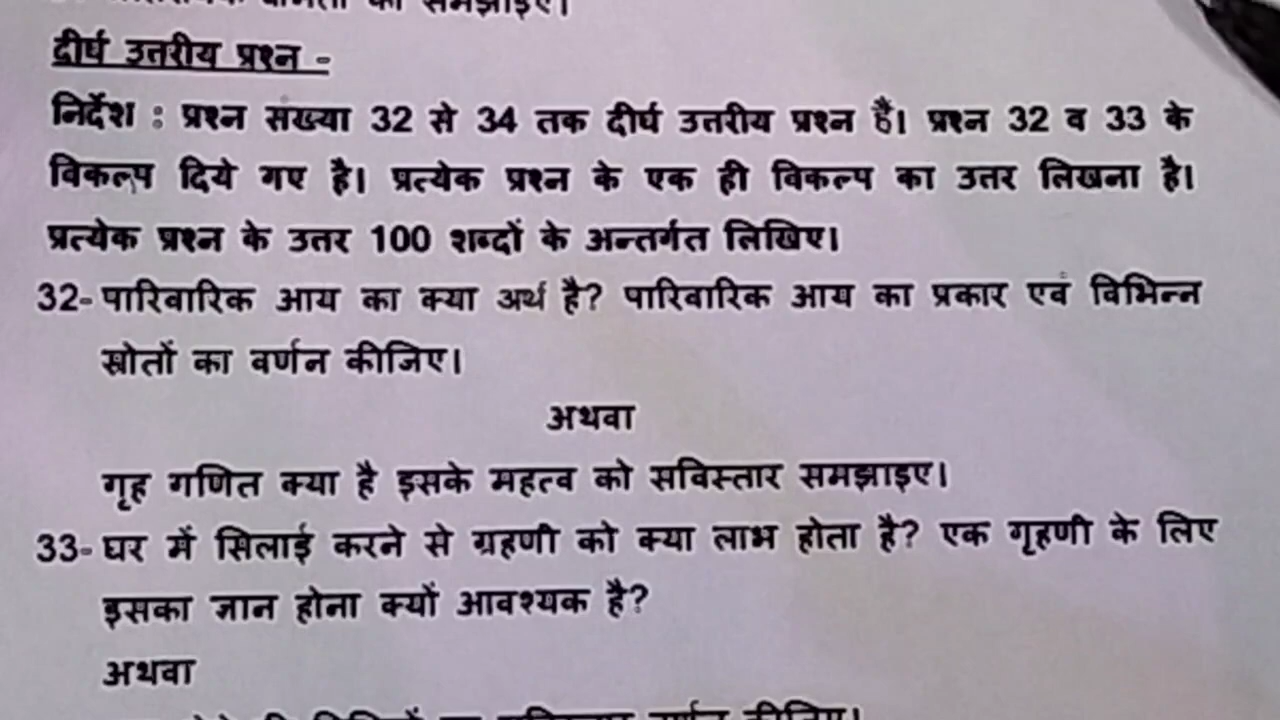 समझाइए।
दीर्घ उत्तरीय प्रश्न -
निर्देश : प्रश्न संख्या 32 से 34 तक दीर्घ उत्तरीय प्रश्न हैं। प्रश्न 32 व 33 के
विकल्प दिये गए है। प्रत्येक प्रश्न के एक ही विकल्प का उत्तर लिखना है।
प्रत्येक प्रश्न के उत्तर 100 शब्दों के अन्तर्गत लिखिए।
32- पारिवारिक आय का क्या अर्थ है? पारिवारिक आय का प्रकार एवं विभिन्न
स्रोतों का वर्णन कीजिए।
अथवा
गृह गणित क्या है इसके महत्व को सविस्तार समझाइए।
33- घर में सिलाई करने से ग्रहणी को क्या लाभ होता है? एक गृहणी के लिए
इसका ज्ञान होना क्यों आवश्यक है?
अथवा